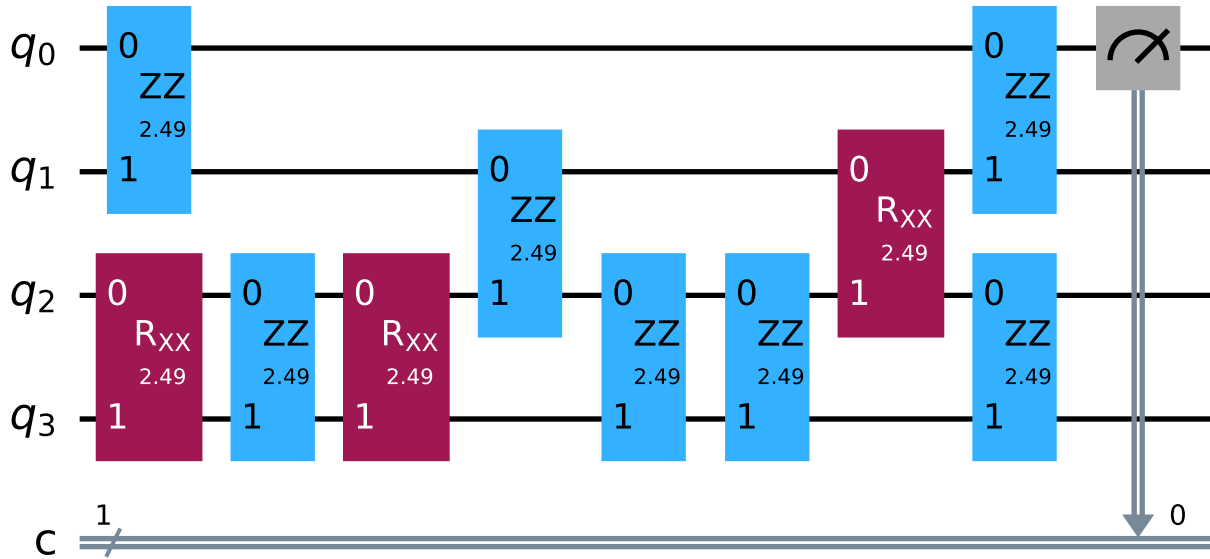 q0 0 ZZ 2.49 1 0 ZZ 2.49 1
q1 0 ZZ 2.49 1 0 RXX 2.49 1
q2 0 RXX 2.49 1 0 ZZ 2.49 1 0 RXX 2.49 1 0 ZZ 2.49 1 0 ZZ 2.49 1 0 ZZ 2.49 1
q3
c 1 0